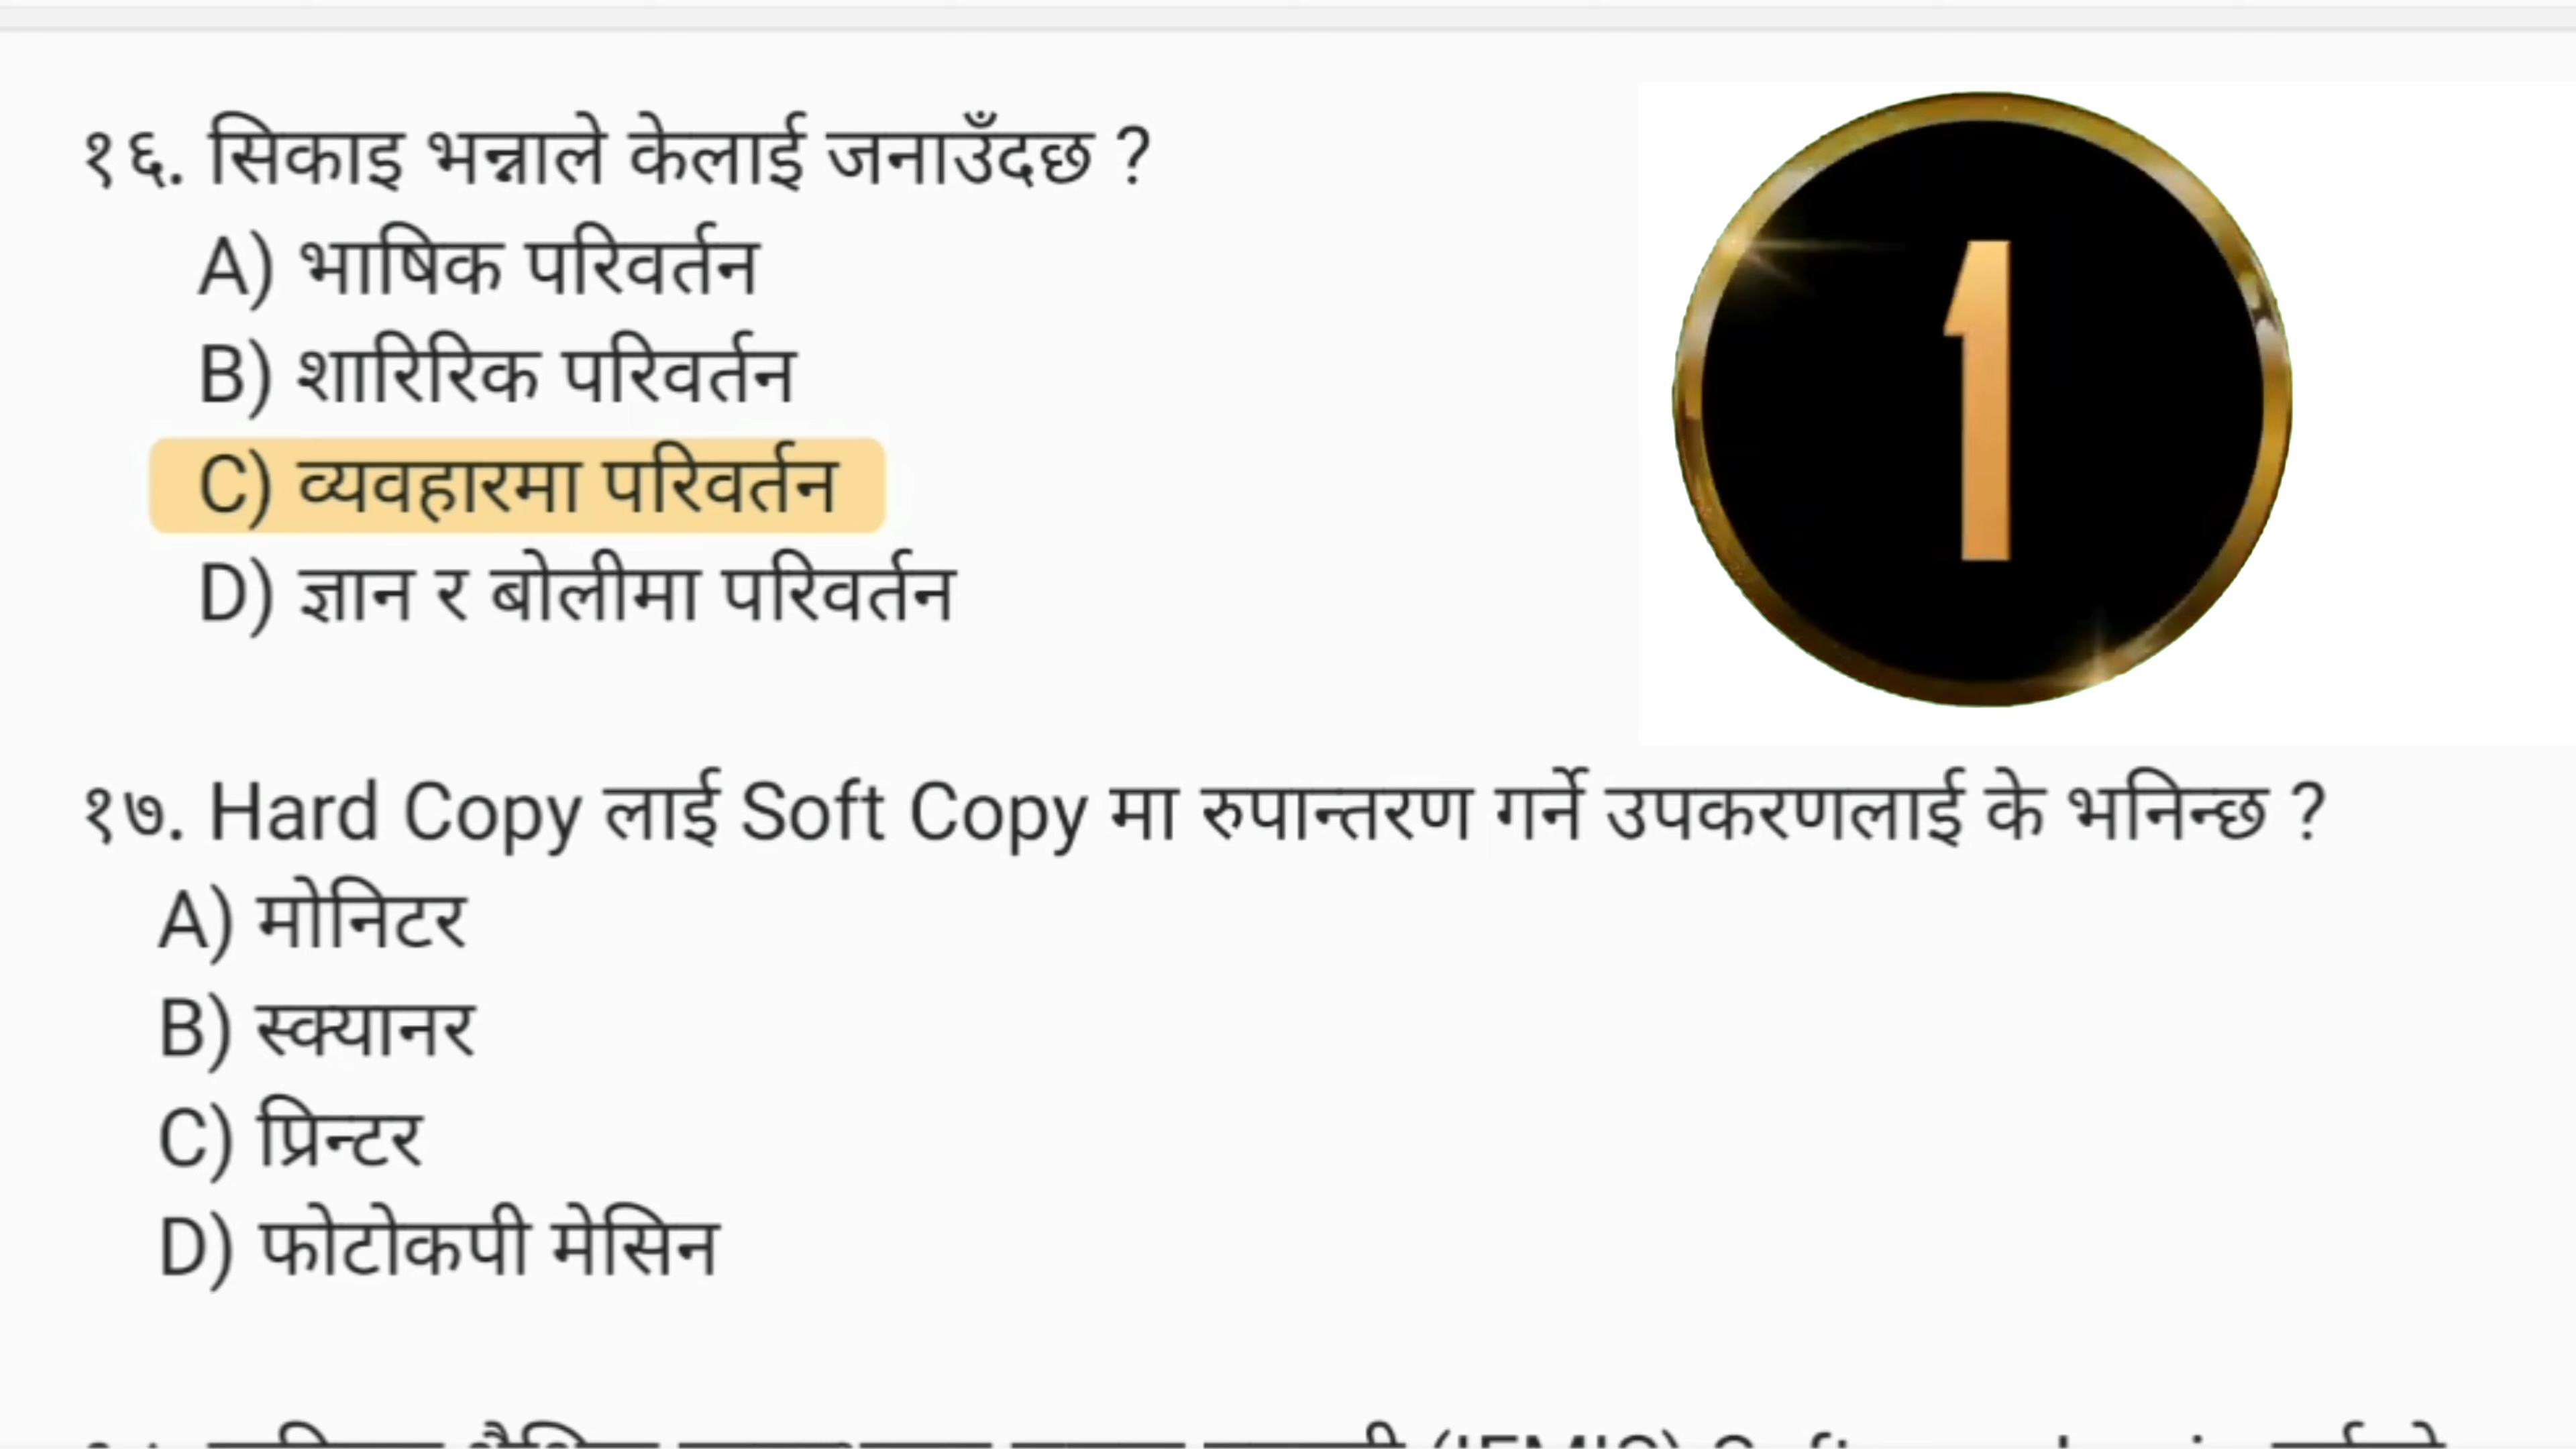 १६. सिकाइ भन्नाले केलाई जनाउँदछ ?
A) भाषिक परिवर्तन
B) शारिरिक परिवर्तन
C) व्यवहारमा परिवर्तन
D) ज्ञान र बोलीमा परिवर्तन
1
१७. Hard Copy लाई Soft Copy मा रुपान्तरण गर्ने उपकरणलाई के भनिन्छ ?
A) मोनिटर
B) स्क्यानर
C) प्रिन्टर
D) फोटोकपी मेसिन